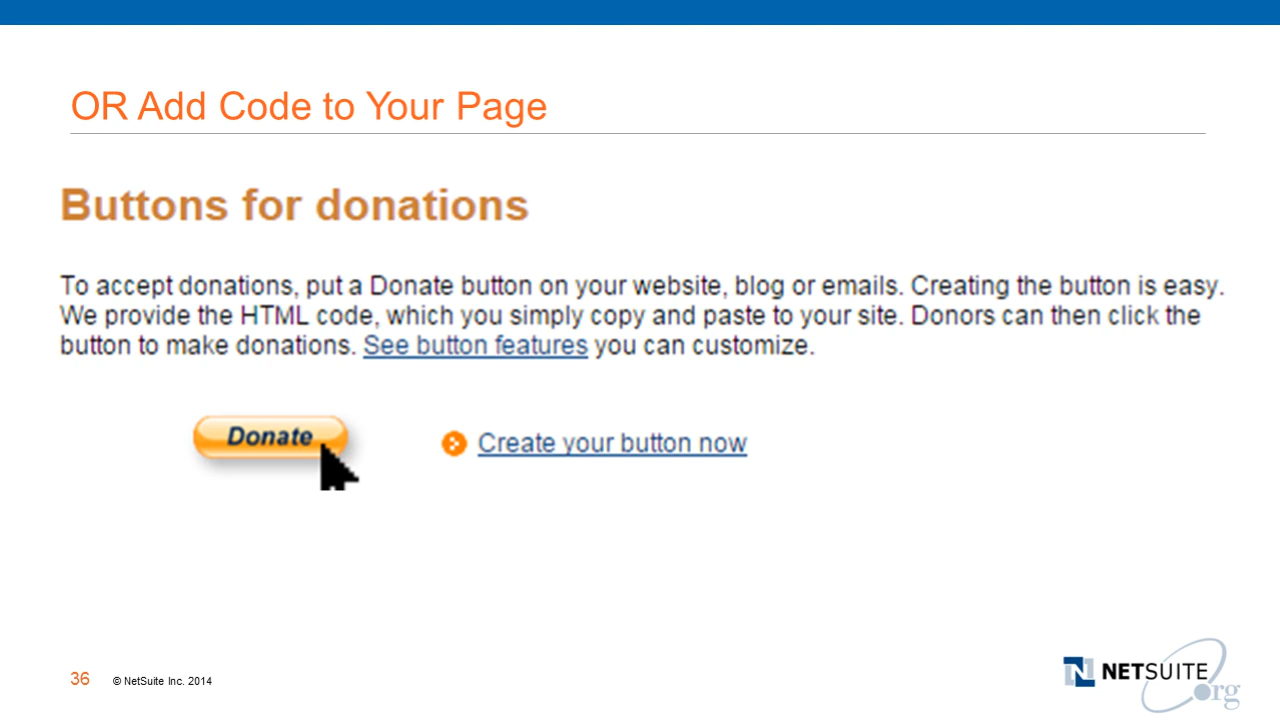 OR Add Code to Your Page
Buttons for donations
To accept donations, put a Donate button on your website, blog or emails. Creating the button is easy.
We provide the HTML code, which you simply copy and paste to your site. Donors can then click the
button to make donations. See button features you can customize.
Donate
Create your button now
36
© NetSuite Inc. 2014
NETSUITE
.org